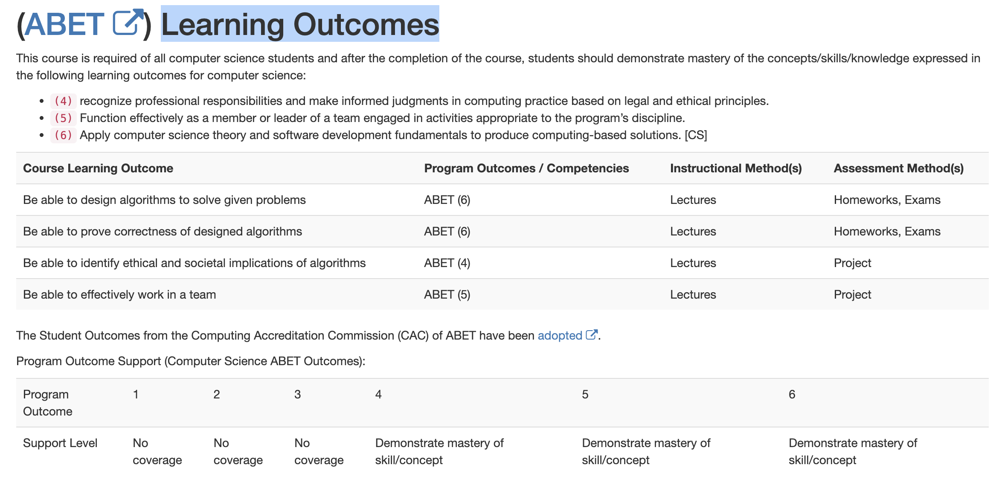 (ABET) Learning Outcomes
This course is required of all computer science students and after the completion of the course, students should demonstrate mastery of the concepts/skills/knowledge expressed in
the following learning outcomes for computer science:
• (4) recognize professional responsibilities and make informed judgments in computing practice based on legal and ethical principles.
• (5) Function effectively as a member or leader of a team engaged in activities appropriate to the program’s discipline.
• (6) Apply computer science theory and software development fundamentals to produce computing-based solutions. [CS]
Course Learning Outcome Program Outcomes / Competencies Instructional Method(s) Assessment Method(s)
Be able to design algorithms to solve given problems ABET (6) Lectures Homeworks, Exams
Be able to prove correctness of designed algorithms ABET (6) Lectures Homeworks, Exams
Be able to identify ethical and societal implications of algorithms ABET (4) Lectures Project
Be able to effectively work in a team ABET (5) Lectures Project
The Student Outcomes from the Computing Accreditation Commission (CAC) of ABET have been adopted.
Program Outcome Support (Computer Science ABET Outcomes):
Program 1 2 3 4 5 6
Outcome
Support Level No No No Demonstrate mastery of Demonstrate mastery of Demonstrate mastery of
coverage coverage coverage skill/concept skill/concept skill/concept